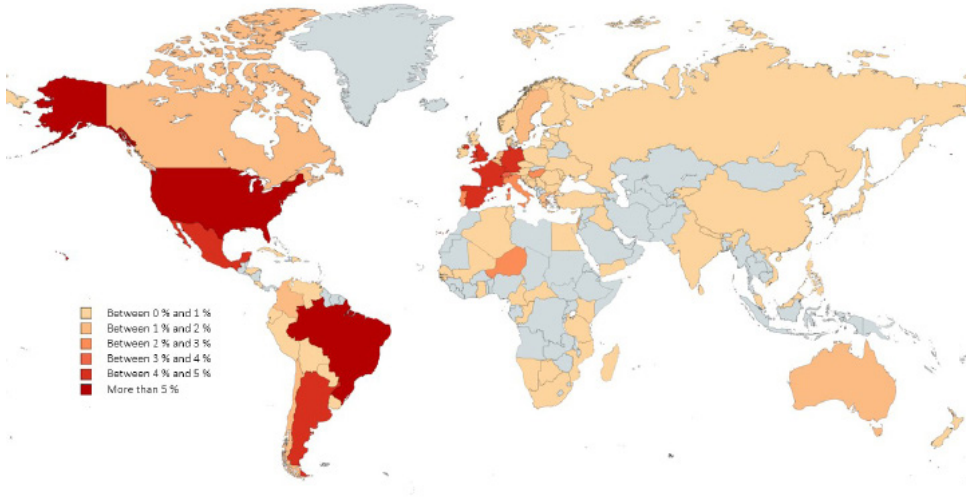 Between 0 % and 1 %
Between 1 % and 2 %
Between 2 % and 3 %
Between 3 % and 4 %
Between 4 % and 5 %
More than 5 %